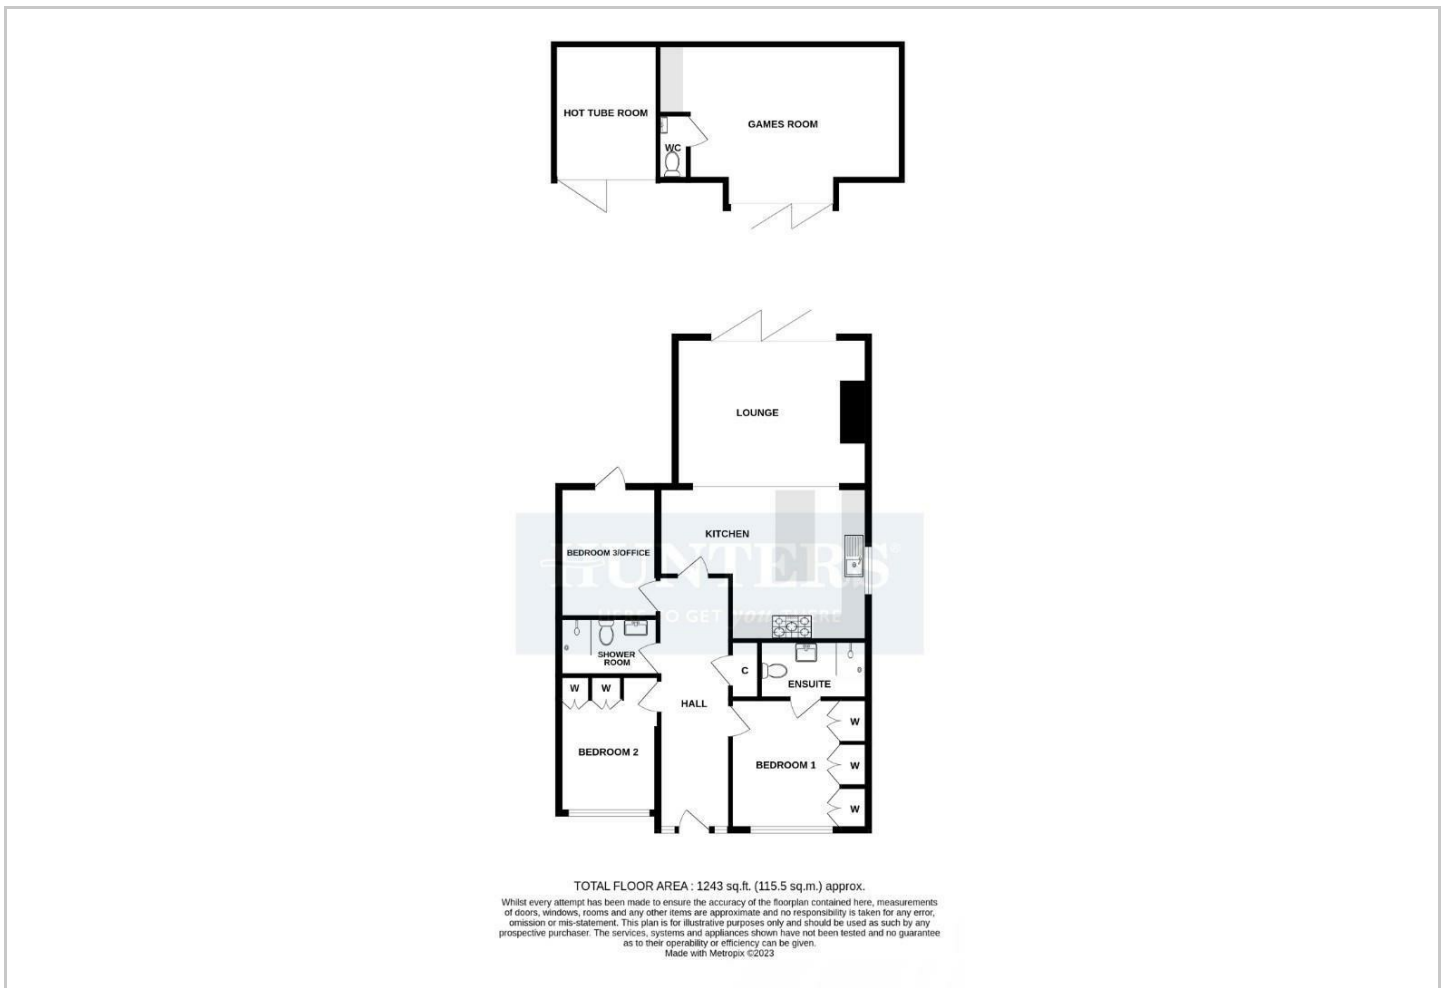 HOT TUBE ROOM
GAMES ROOM
WC
LOUNGE
KITCHEN
BEDROOM 3/OFFICE
HUNTERS
HERE TO GET you THERE
SHOWER
ROOM
C
ENSUITE
W W
HALL
W
BEDROOM 2
BEDROOM 1
W
W
TOTAL FLOOR AREA : 1243 sq.ft. (115.5 sq.m.) approx.
Whilst every attempt has been made to ensure the accuracy of the floorplan contained here, measurements
of doors, windows, rooms and any other items are approximate and no responsibility is taken for any error,
omission or mis-statement. This plan is for illustrative purposes only and should be used as such by any
prospective purchaser. The services, systems and appliances shown have not been tested and no guarantee
as to their operability or efficiency can be given.
Made with Metropix ©2023